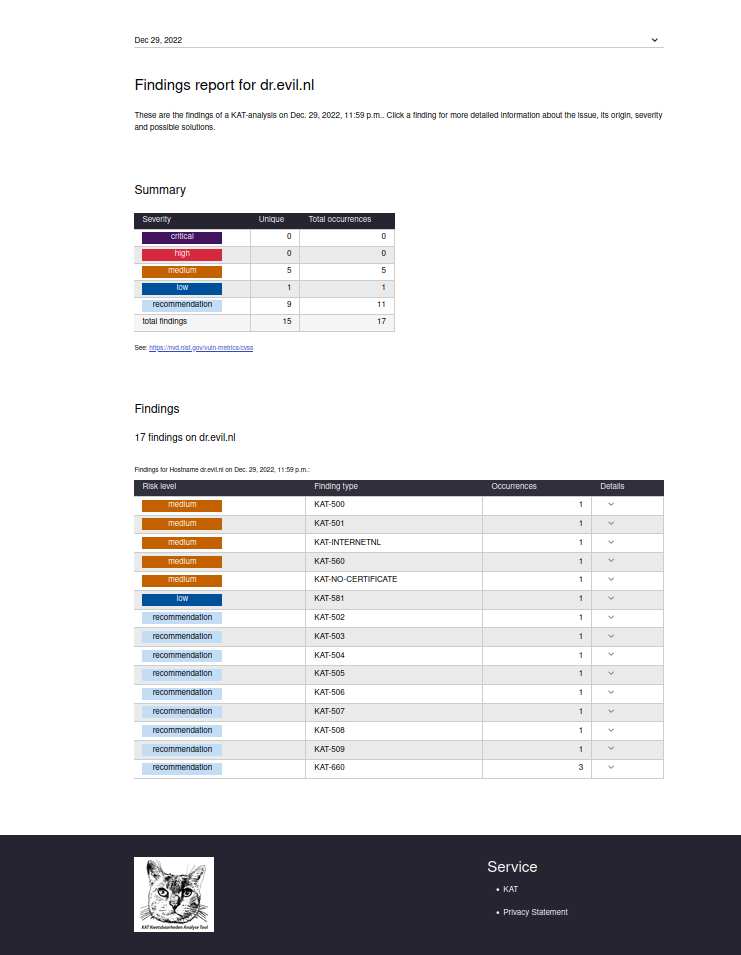 Dec 29, 2022
Findings report for dr.evil.nl
These are the findings of a KAT-analysis on Dec. 29, 2022, 11:59 p.m.. Click a finding for more detailed information about the issue, its origin, severity
and possible solutions.
Summary
Severity Unique Total occurrences
critical 0 0
high 0 0
medium 5 5
low 1 1
recommendation 9 11
total findings 15 17
See: https://nvd.nist.gov/vuln-metrics/cvss
Findings
17 findings on dr.evil.nl
Findings for Hostname dr.evil.nl on Dec. 29, 2022, 11:59 p.m.:
Risk level Finding type Occurrences Details
medium KAT-500 1
medium KAT-501 1
medium KAT-INTERNETNL 1
medium KAT-560 1
medium KAT-NO-CERTIFICATE 1
low KAT-581 1
recommendation KAT-502 1
recommendation KAT-503 1
recommendation KAT-504 1
recommendation KAT-505 1
recommendation KAT-506 1
recommendation KAT-507 1
recommendation KAT-508 1
recommendation KAT-509 1
recommendation KAT-660 3
KAT Kwetsbaarheden Analyse Tool
Service
• KAT
• Privacy Statement